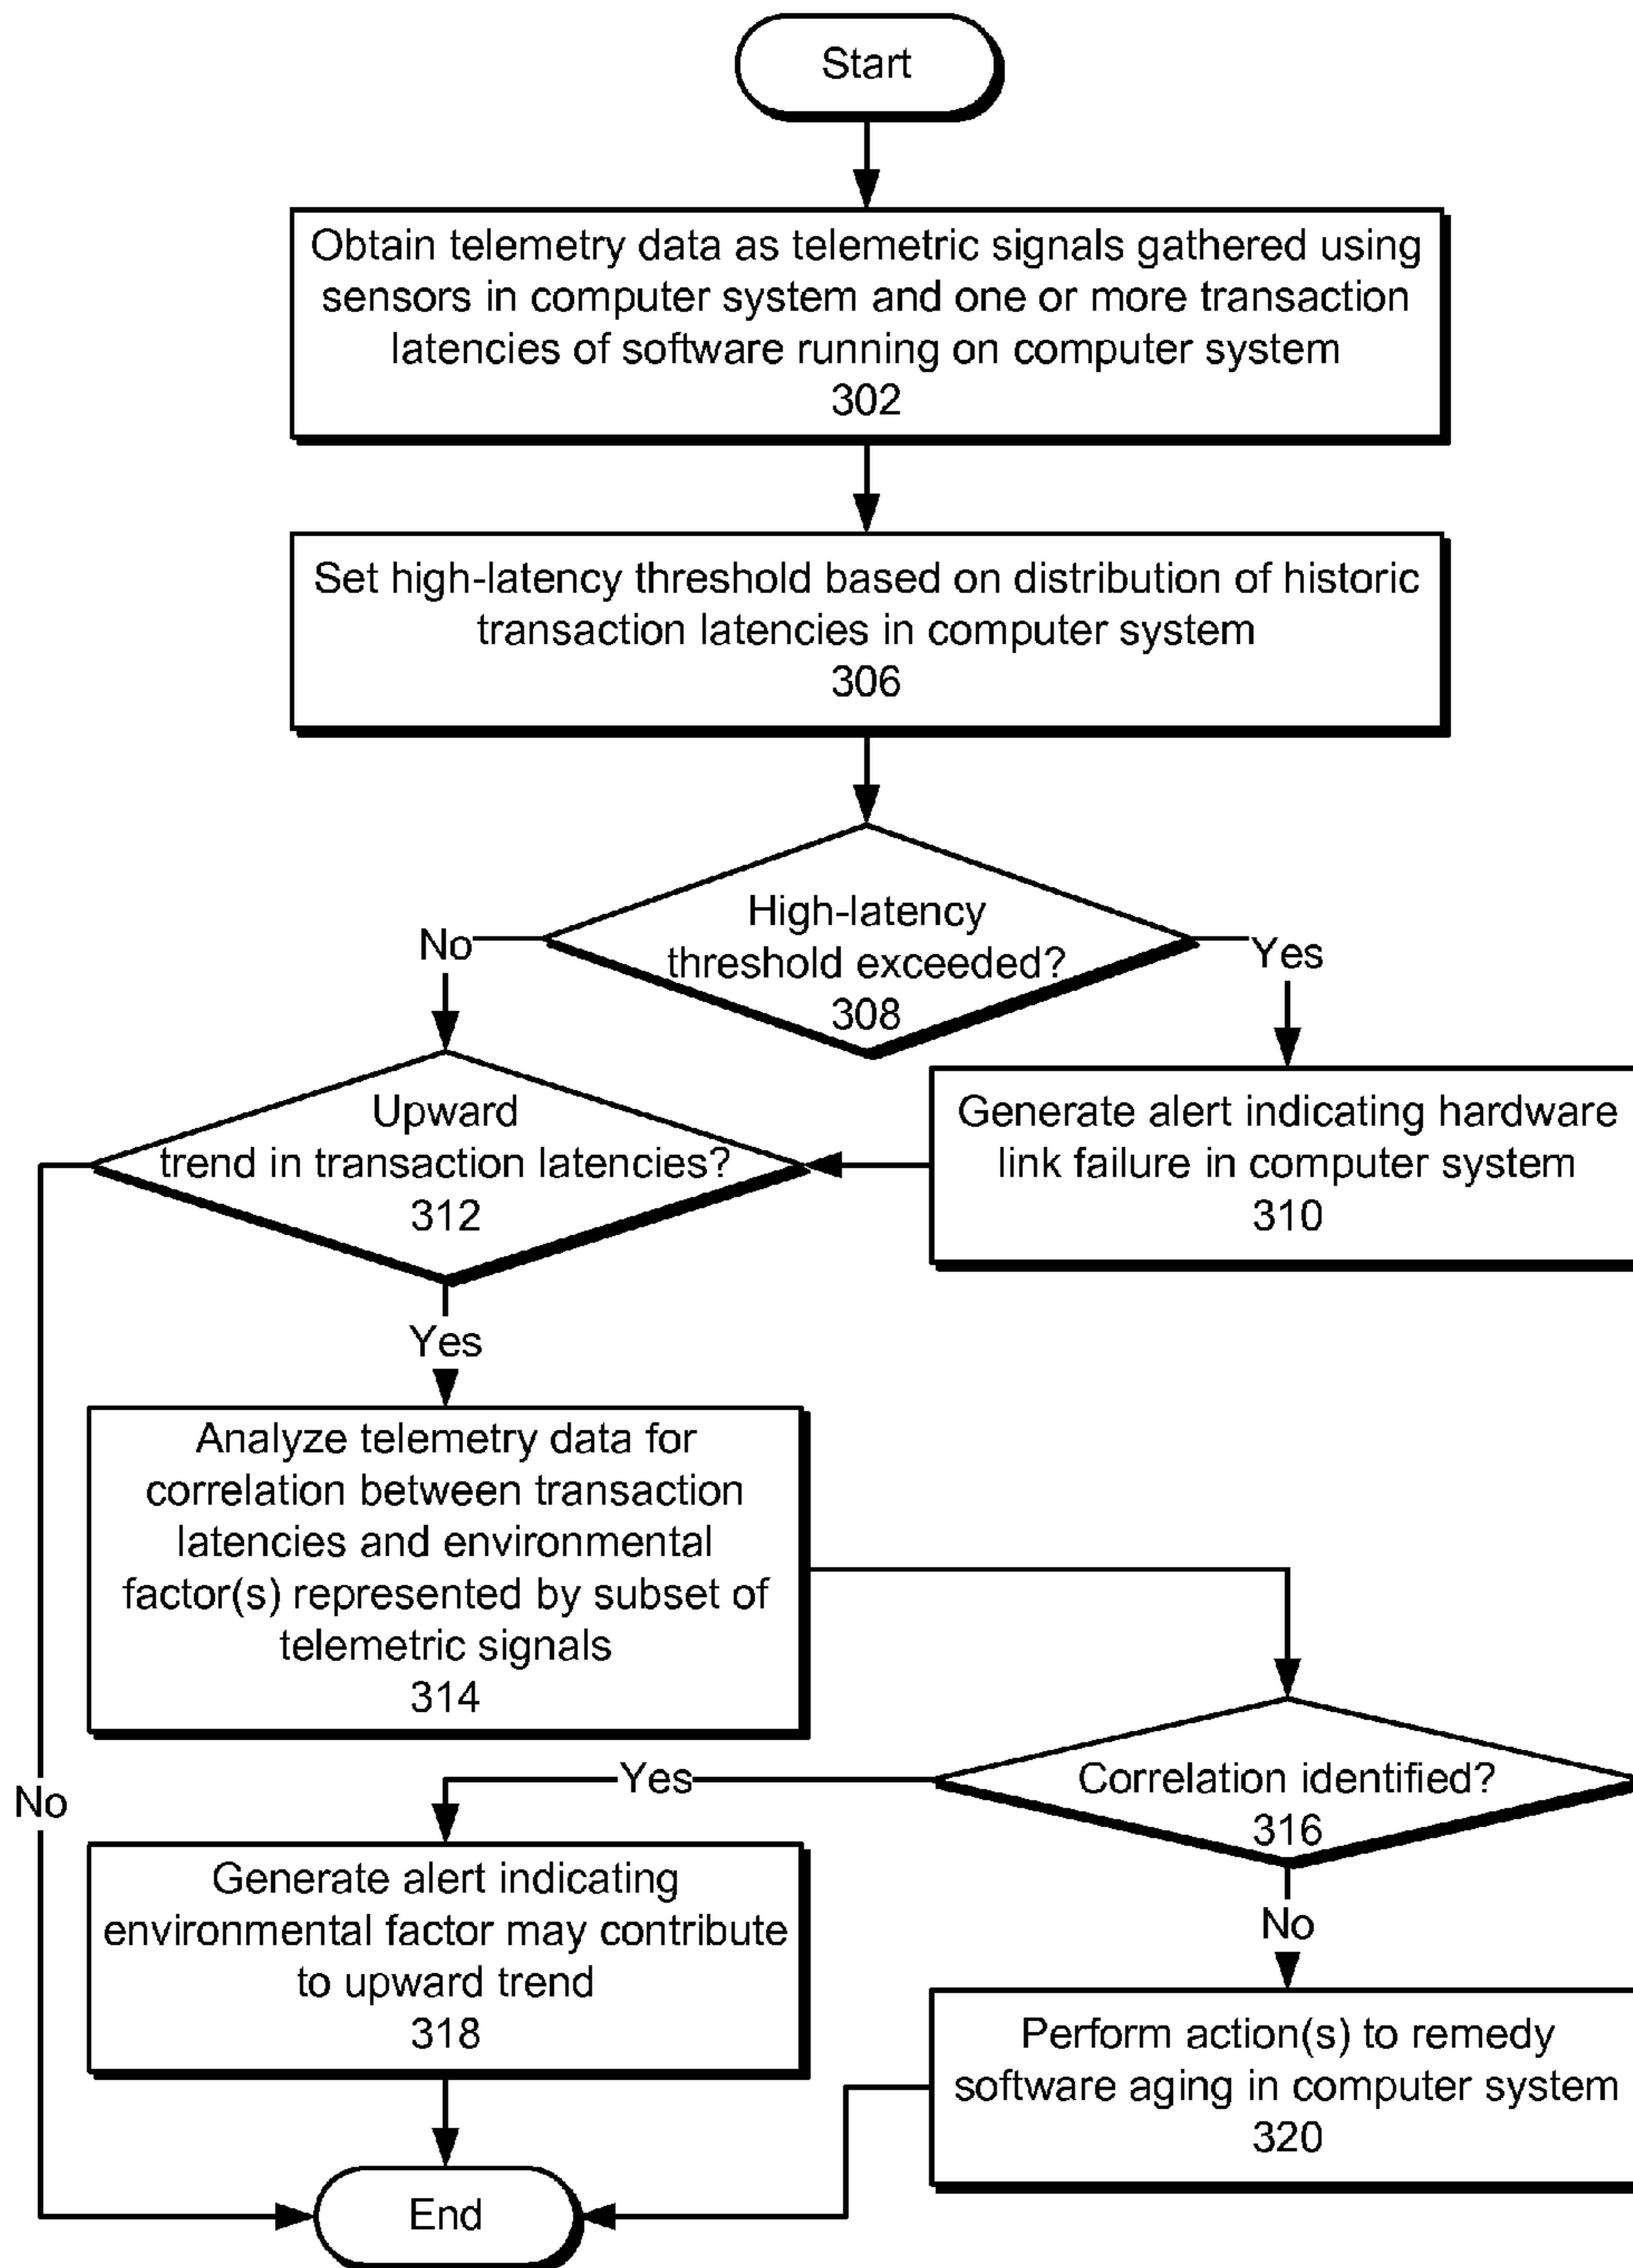 Start
Obtain telemetry data as telemetric signals gathered using
sensors in computer system and one or more transaction
latencies of software running on computer system
302
Set high-latency threshold based on distribution of historic
transaction latencies in computer system
306
High-latency
threshold exceeded?
308
No
Yes
Upward
trend in transaction latencies?
312
Generate alert indicating hardware
link failure in computer system
310
Yes
Analyze telemetry data for
correlation between transaction
latencies and environmental
factor(s) represented by subset of
telemetric signals
314
No
Yes
Correlation identified?
316
Generate alert indicating
environmental factor may contribute
to upward trend
318
No
Perform action(s) to remedy
software aging in computer system
320
End